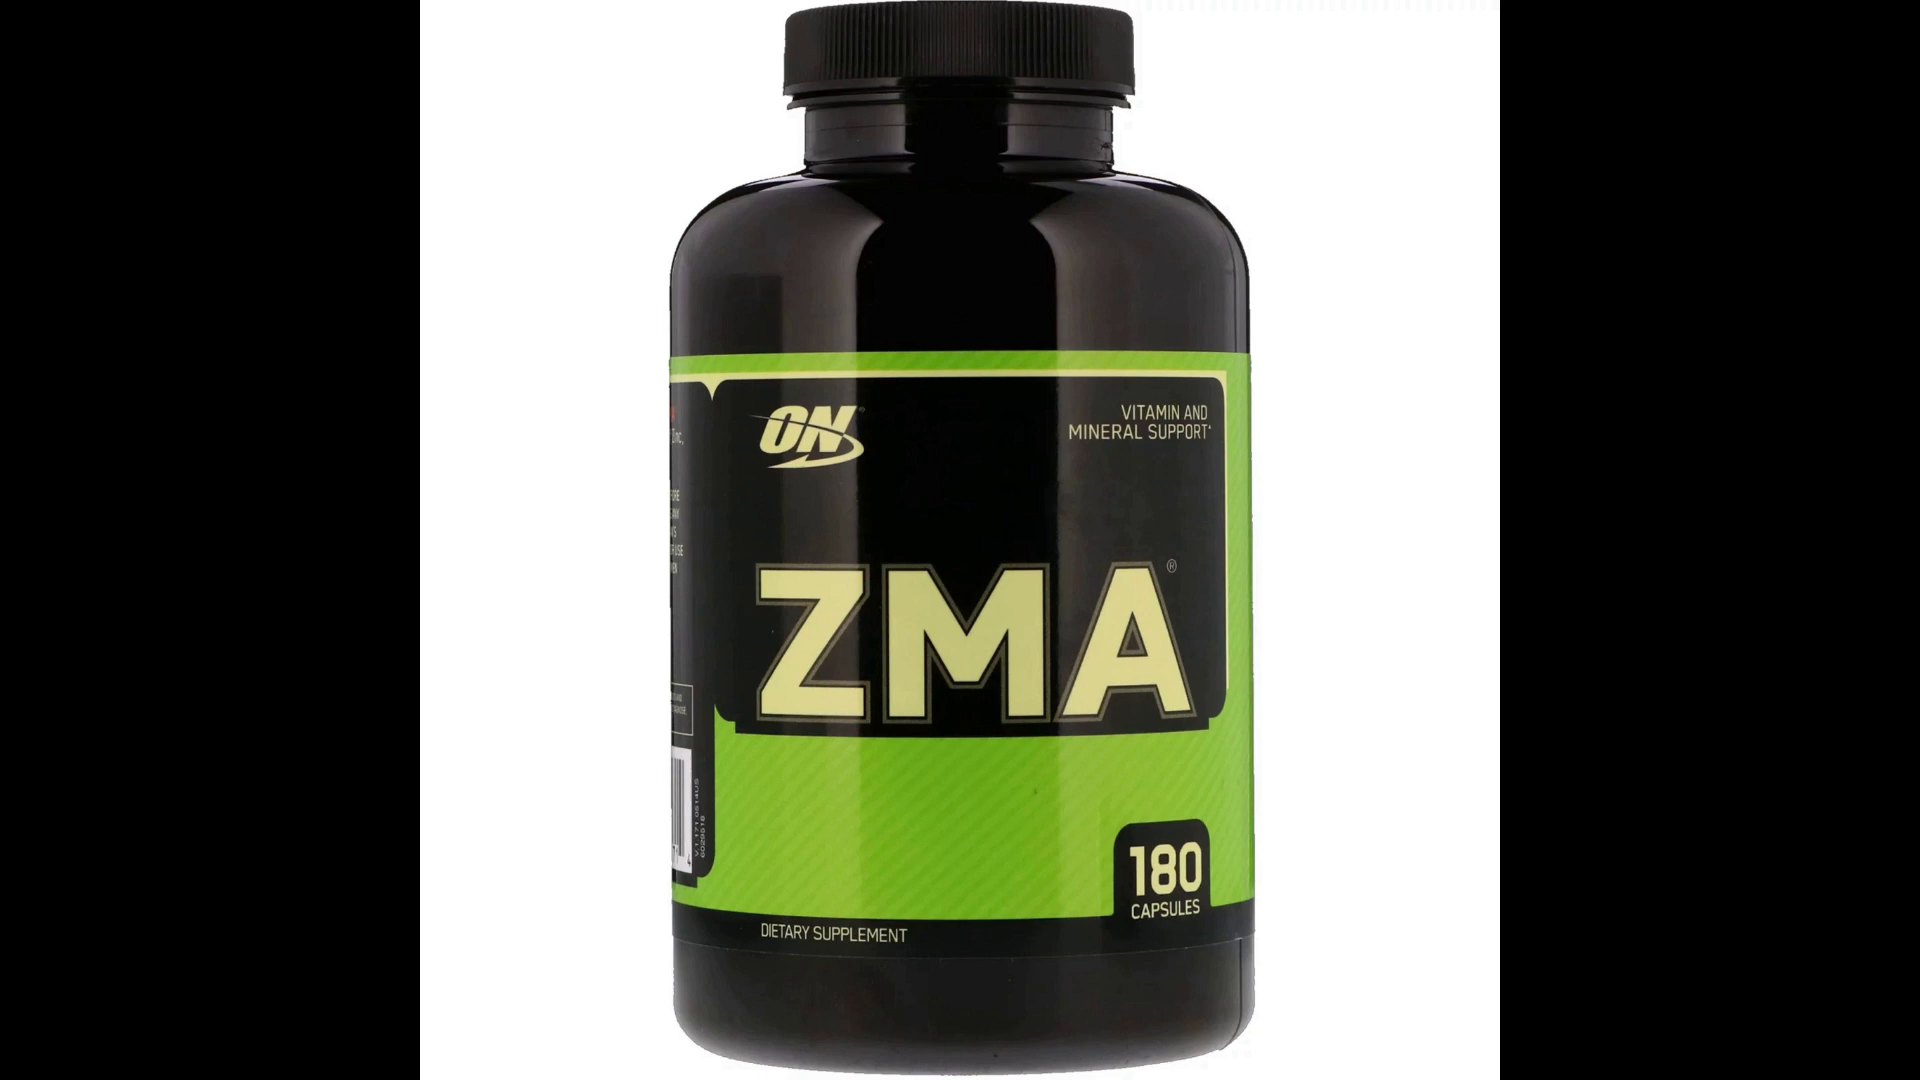 ON
VITAMIN AND
MINERAL SUPPORT*
ZMA®
180
CAPSULES
DIETARY SUPPLEMENT